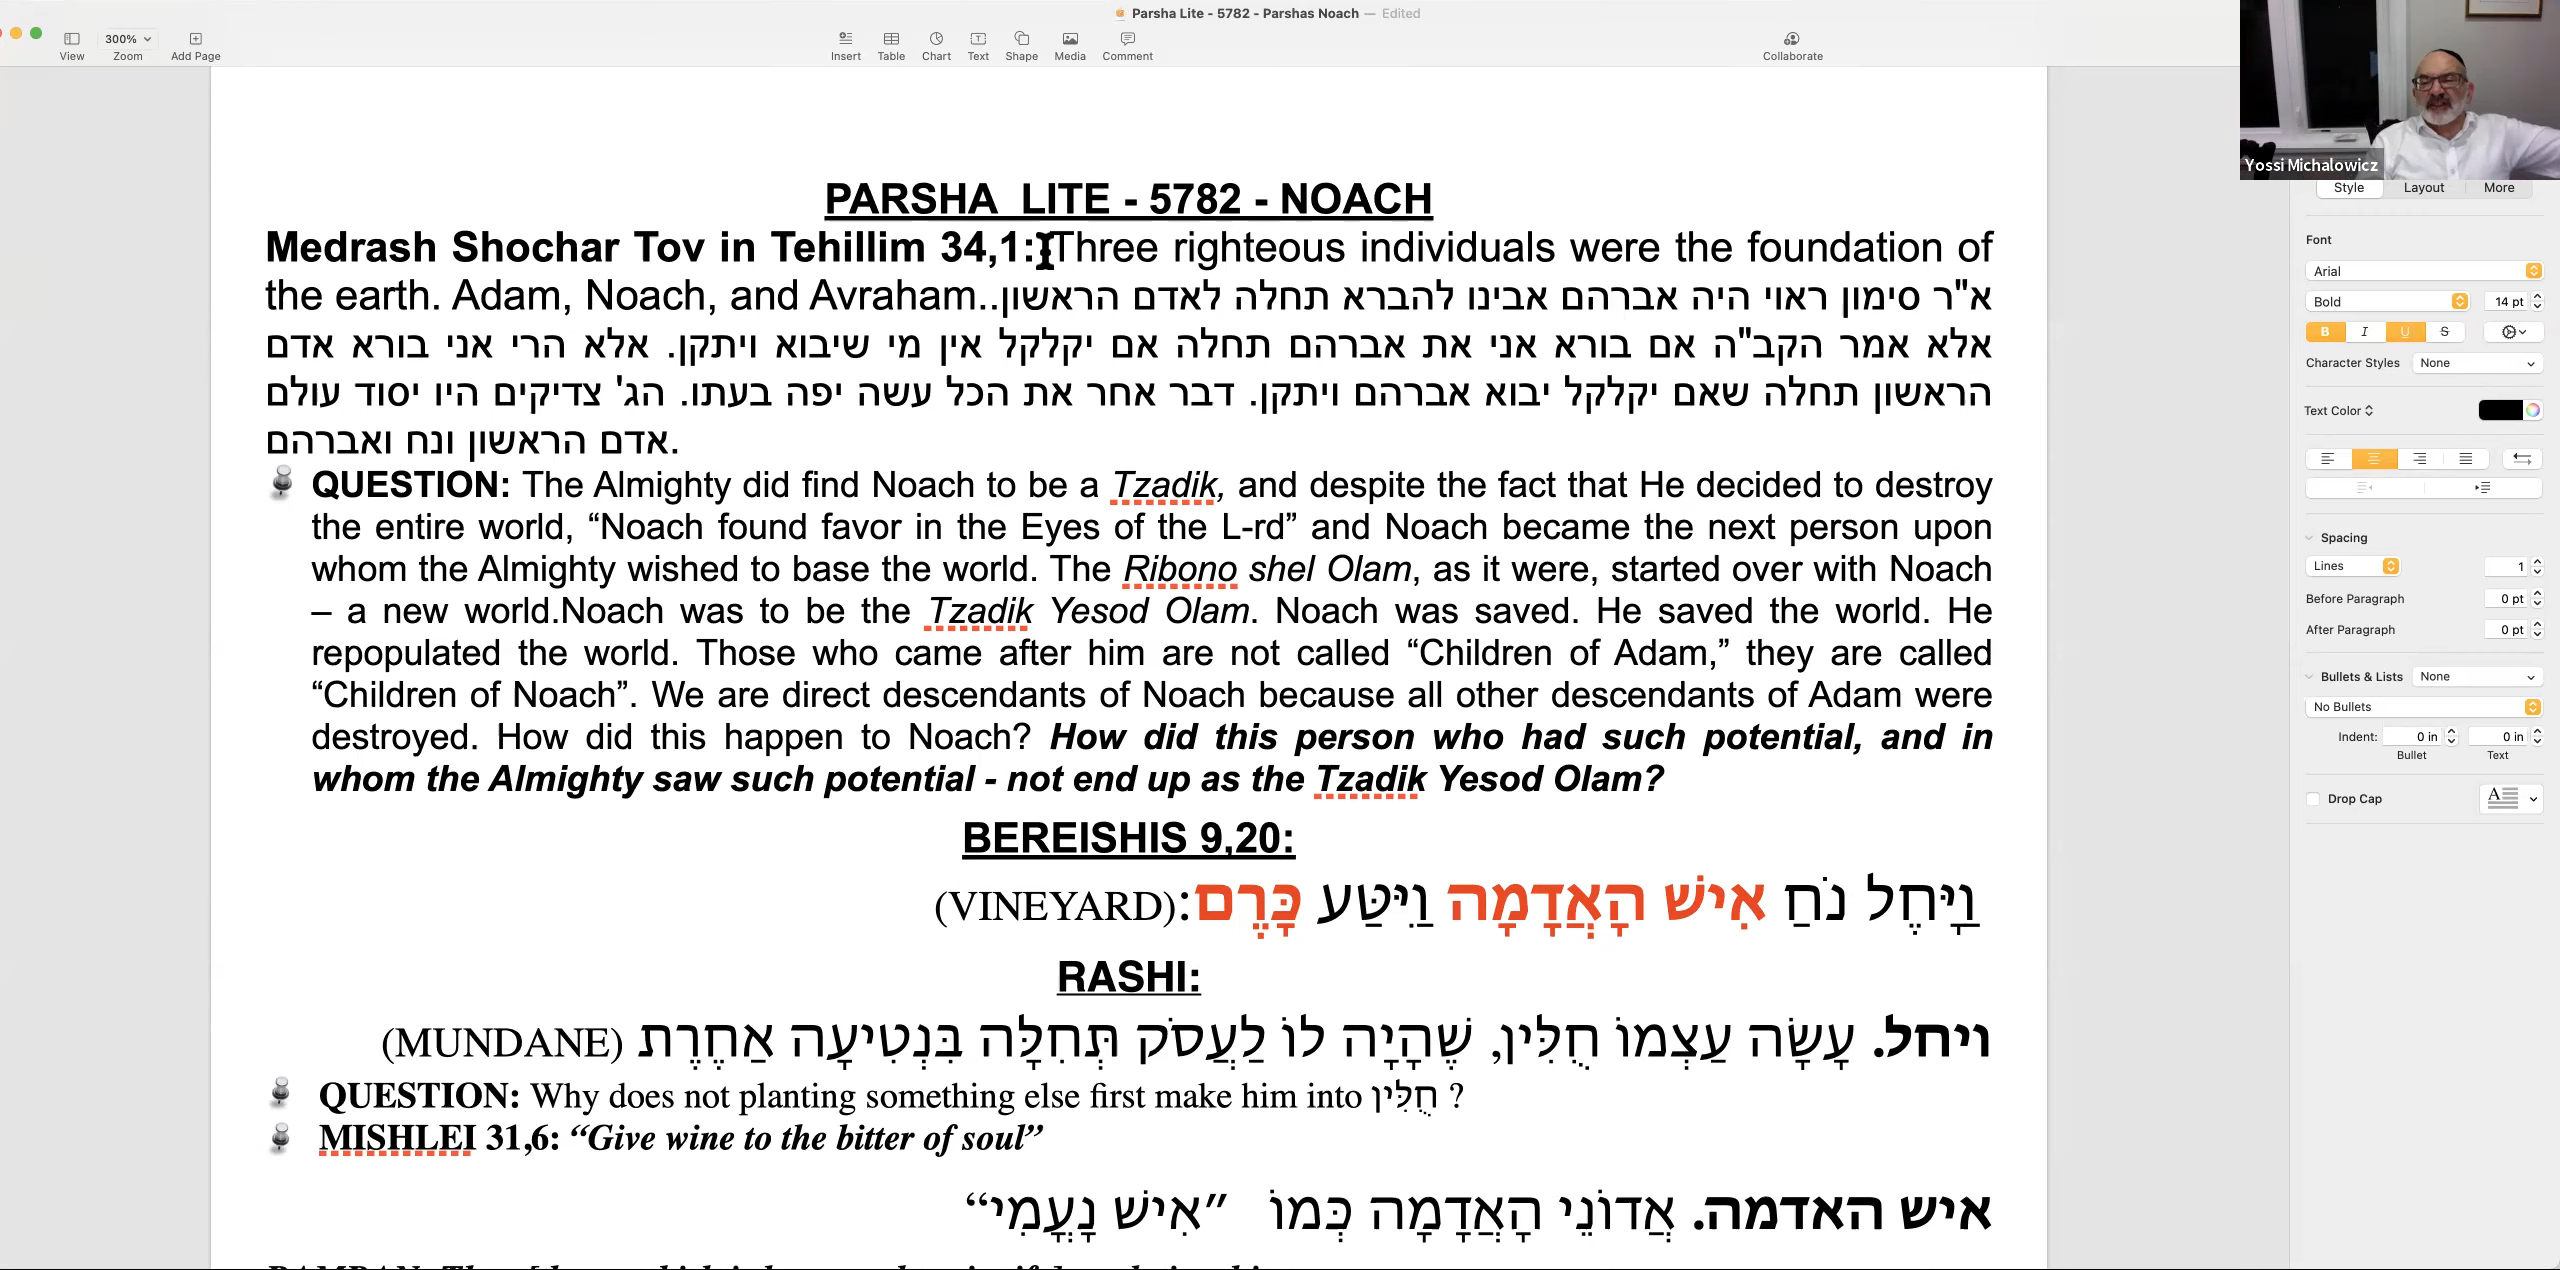 Parsha Lite - 5782 - Parshas Noach — Edited
300%
View Zoom Add Page Insert Table Chart Text Shape Media Comment Collaborate
Yossi Michalowicz
PARSHA LITE - 5782 - NOACH
Medrash Shochar Tov in Tehillim 34,1: Three righteous individuals were the foundation of
the earth. Adam, Noach, and Avraham..א"ר סימון ראוי היה אברהם אבינו להברא תחלה לאדם הראשון
אלא אמר הקב"ה אם בורא אני את אברהם תחלה אם יקלקל אין מי שיבוא ויתקן. אלא הרי אני בורא אדם
הראשון תחלה שאם יקלקל יבוא אברהם ויתקן. דבר אחר את הכל עשה יפה בעתו. הג' צדיקים היו יסוד עולם
אדם הראשון ונח ואברהם.
QUESTION: The Almighty did find Noach to be a Tzadik, and despite the fact that He decided to destroy
the entire world, “Noach found favor in the Eyes of the L-rd” and Noach became the next person upon
whom the Almighty wished to base the world. The Ribono shel Olam, as it were, started over with Noach
– a new world.Noach was to be the Tzadik Yesod Olam. Noach was saved. He saved the world. He
repopulated the world. Those who came after him are not called “Children of Adam,” they are called
“Children of Noach”. We are direct descendants of Noach because all other descendants of Adam were
destroyed. How did this happen to Noach? How did this person who had such potential, and in
whom the Almighty saw such potential - not end up as the Tzadik Yesod Olam?
BEREISHIS 9,20:
וַיָּחֶל נֹחַ אִישׁ הָאֲדָמָה וַיִּטַּע כָּרֶם:(VINEYARD)
RASHI:
ויחל. עָשָׂה עַצְמוֹ חֻלִּין, שֶׁהָיָה לוֹ לַעֲסֹק תְּחִלָּה בִּנְטִיעָה אַחֶרֶת (MUNDANE)
QUESTION: Why does not planting something else first make him into חֻלִּין ?
MISHLEI 31,6: “Give wine to the bitter of soul”
איש האדמה. אֲדוֹנֵי הָאֲדָמָה כְּמוֹ ”אִישׁ נָעֳמִי“
Style Layout More
Font
Arial
Bold 14 pt
B I U S
Character Styles None
Text Color
Spacing
Lines 1
Before Paragraph 0 pt
After Paragraph 0 pt
Bullets & Lists None
No Bullets
Indent: 0 in 0 in
Bullet Text
Drop Cap